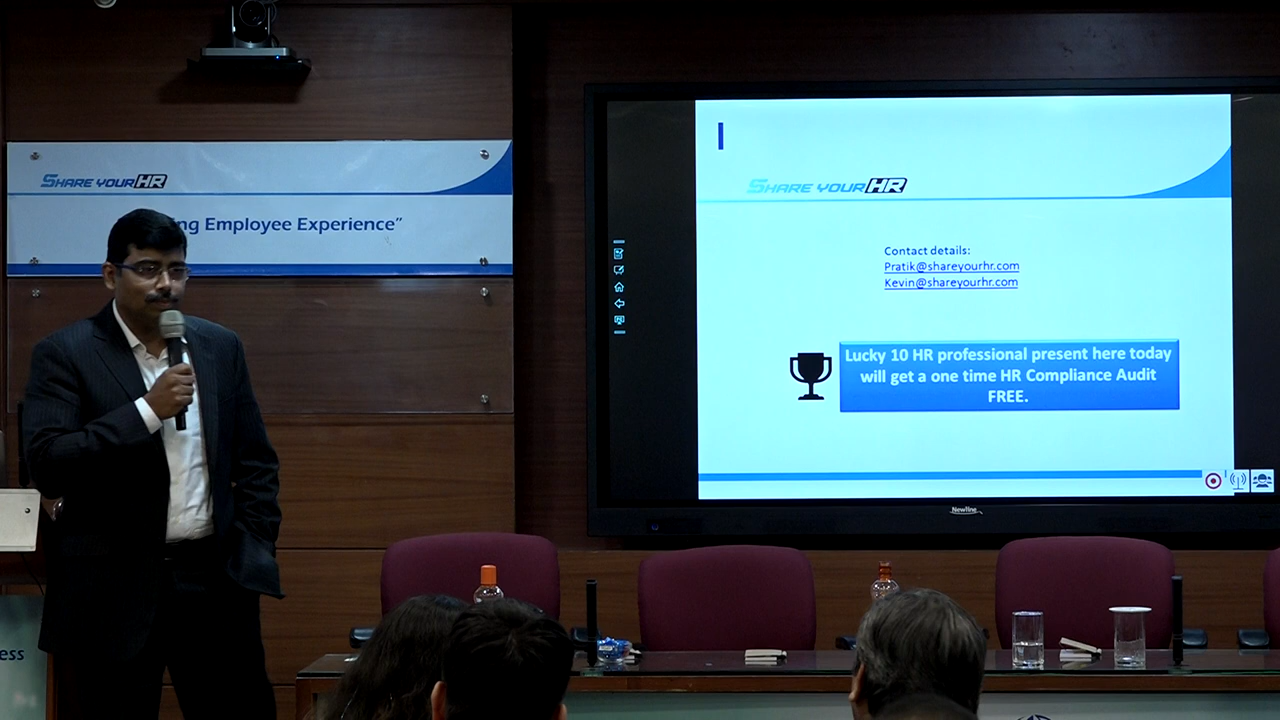 SHARE YOUR HR
ing Employee Experience”
SHARE YOUR HR
Contact details:
Pratik@shareyourhr.com
Kevin@shareyourhr.com
Lucky 10 HR professional present here today
will get a one time HR Compliance Audit
FREE.
Newline
ess